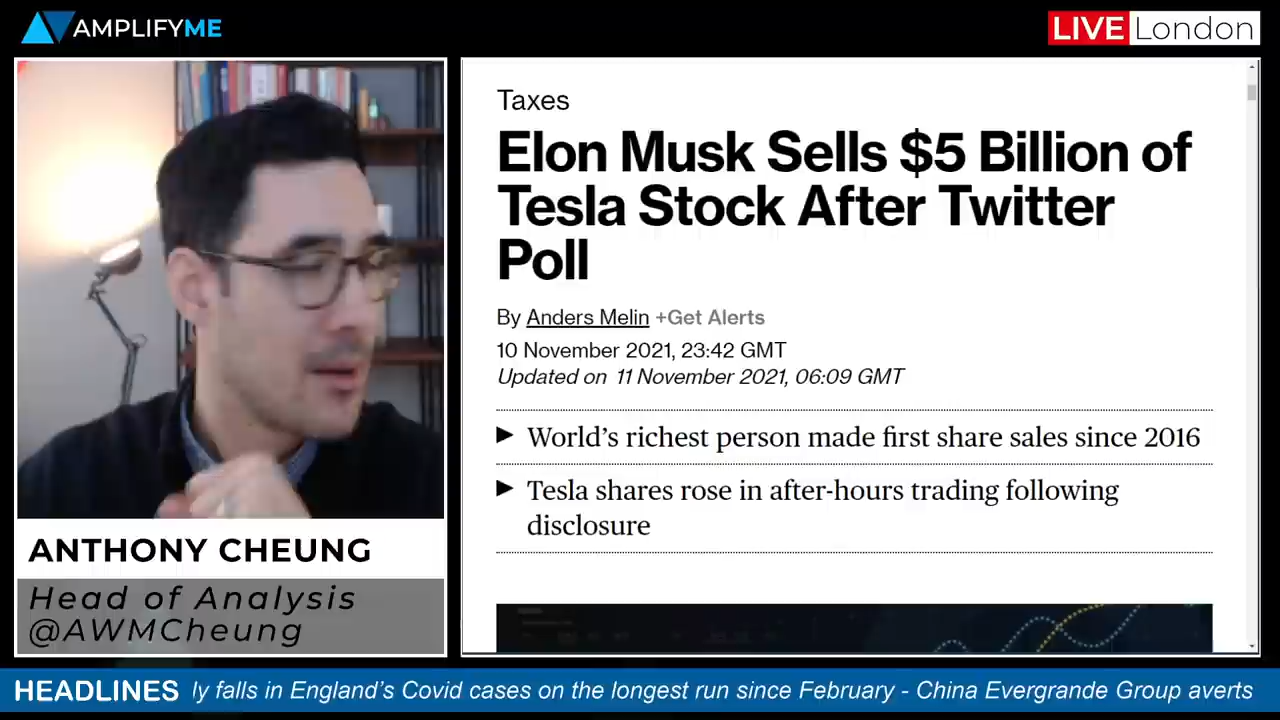 AMPLIFYME
LIVE London
Taxes
Elon Musk Sells $5 Billion of
Tesla Stock After Twitter
Poll
By Anders Melin +Get Alerts
10 November 2021, 23:42 GMT
Updated on 11 November 2021, 06:09 GMT
► World’s richest person made first share sales since 2016
► Tesla shares rose in after-hours trading following
disclosure
ANTHONY CHEUNG
Head of Analysis
@AWMCheung
HEADLINES ly falls in England’s Covid cases on the longest run since February - China Evergrande Group averts